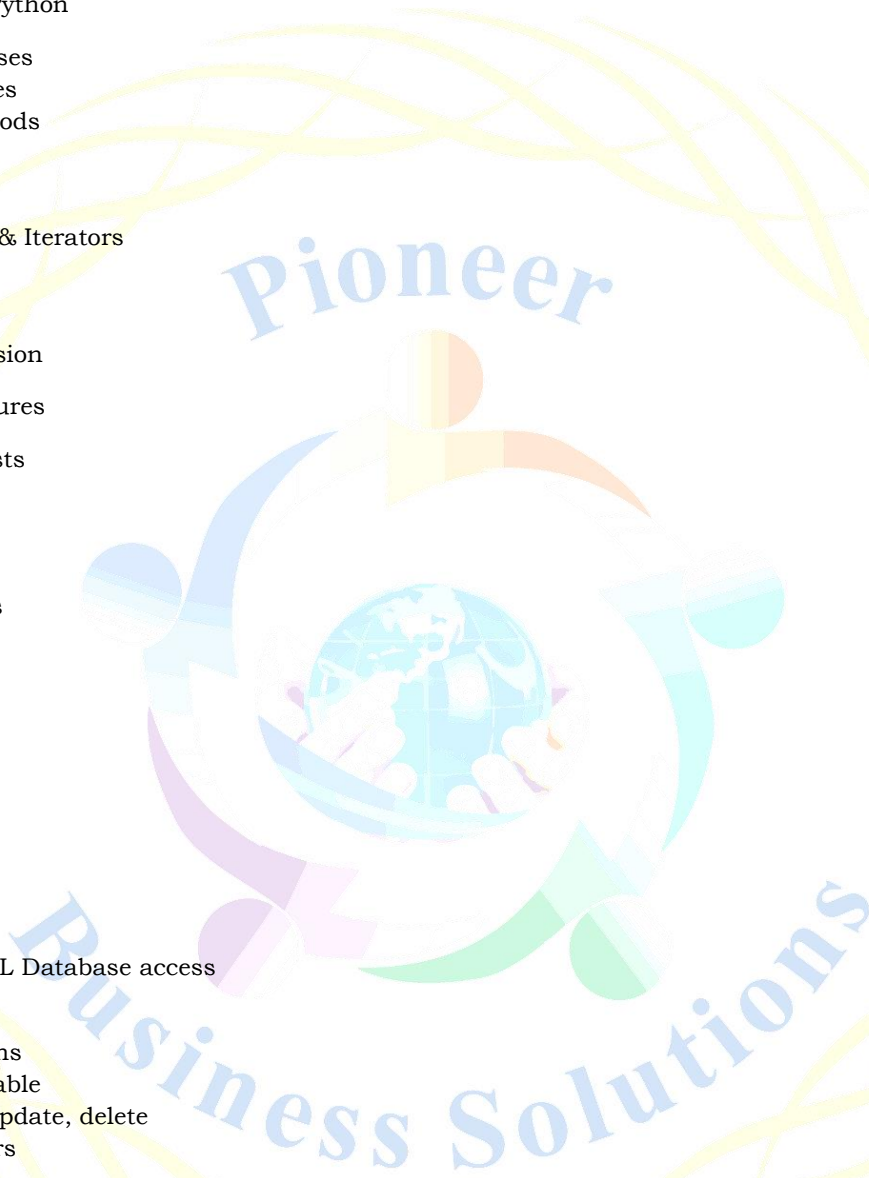 ython
ses
es
ods
& Iterators
Pioneer
sion
ures
sts
s
L Database access
ns
able
pdate, delete
rs
Business Solutions